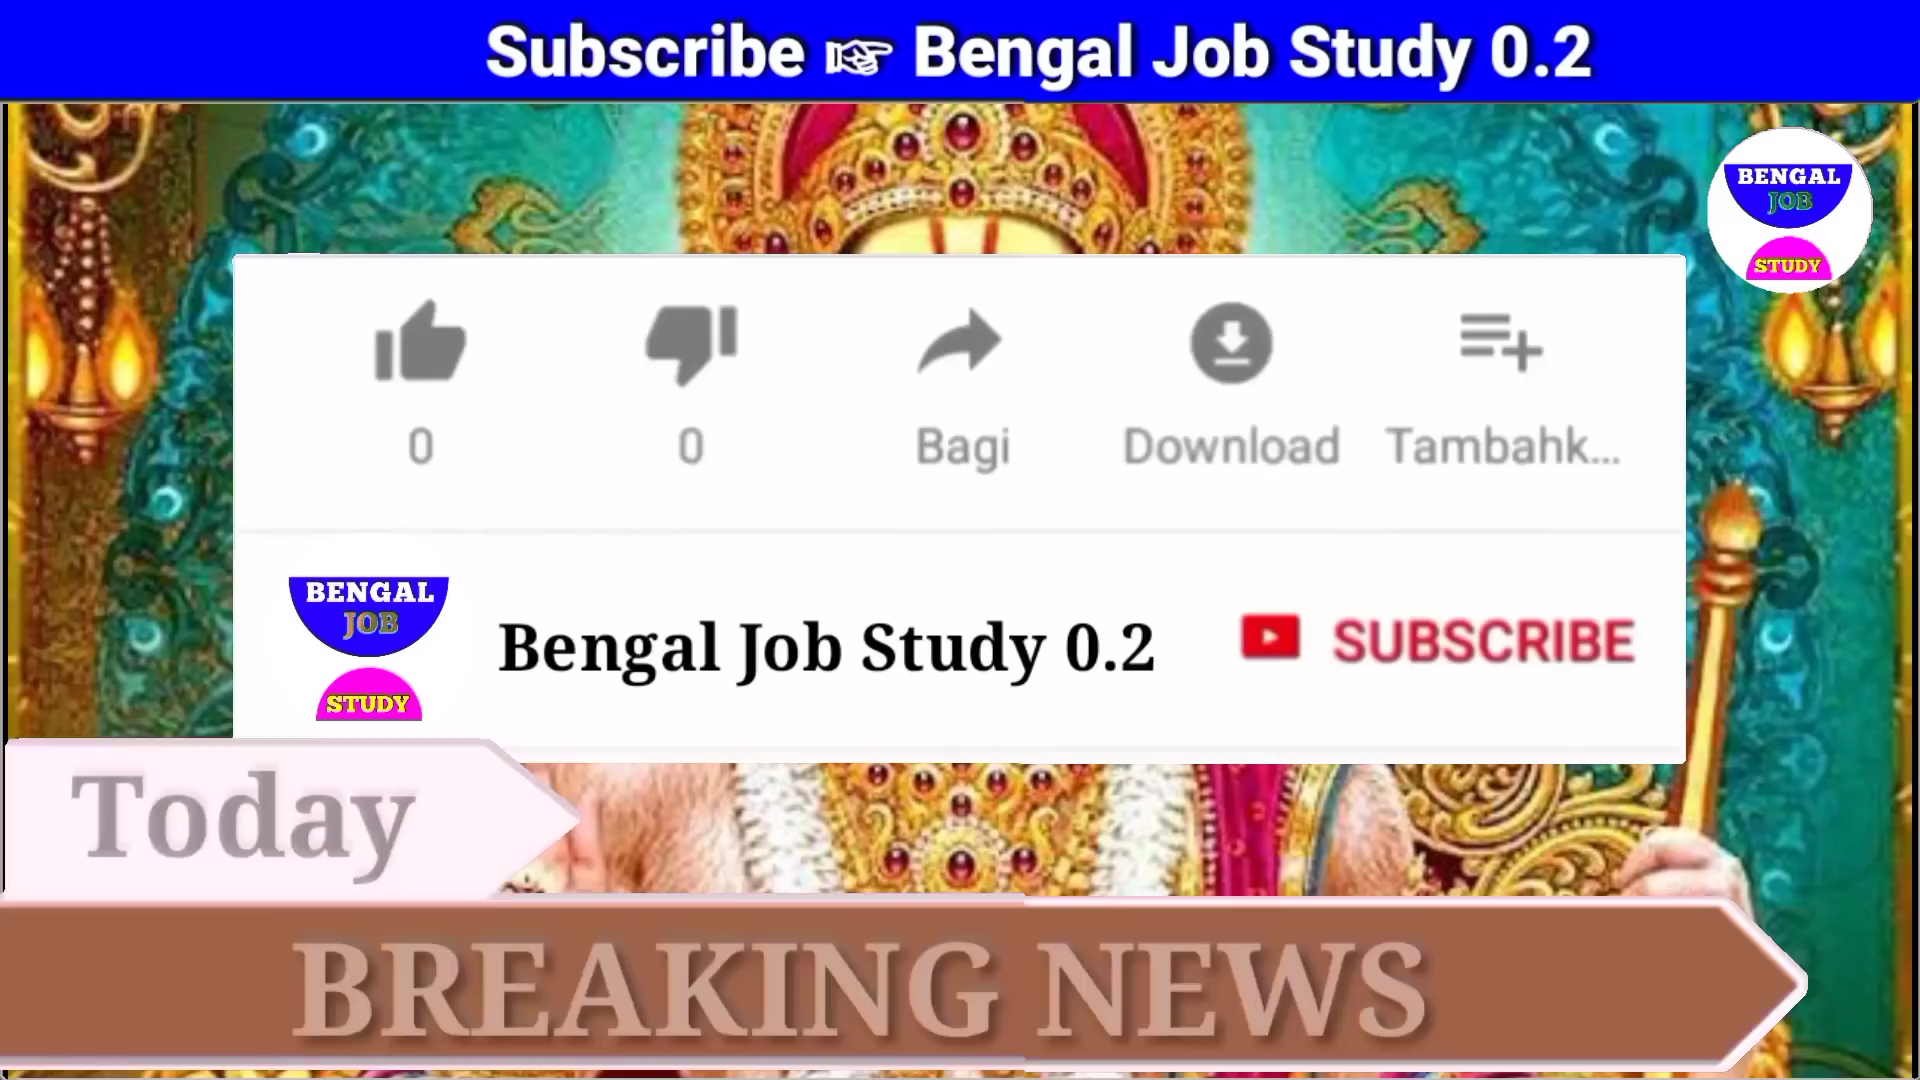 Subscribe ☞ Bengal Job Study 0.2
BENGAL
JOB
STUDY
0 0 Bagi Download Tambahk...
BENGAL
JOB
STUDY
Bengal Job Study 0.2
SUBSCRIBE
Today
BREAKING NEWS